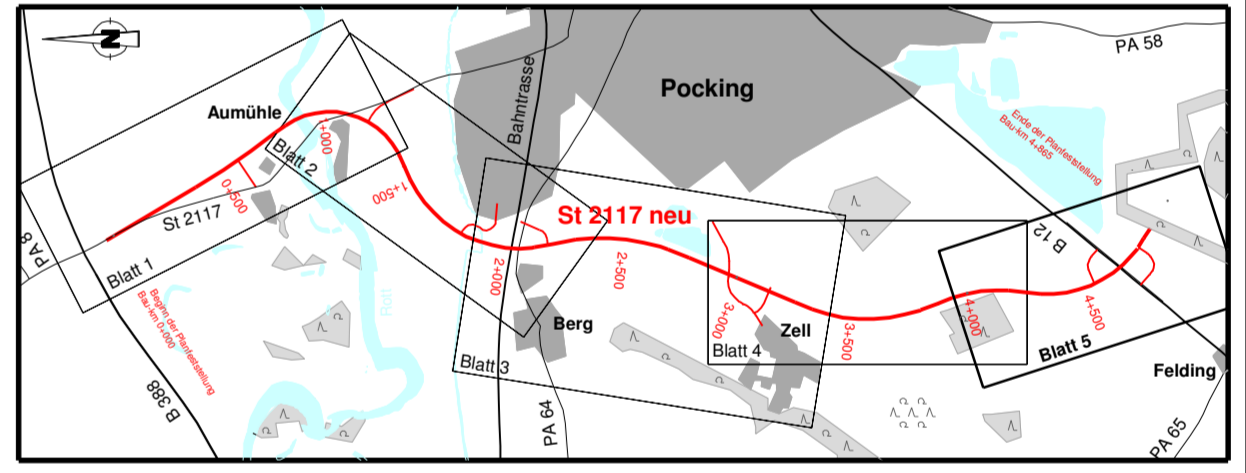 N
PA 58
Pocking
Bahntrasse
Aumühle
1+000
Blatt 2
Ende der Planfeststellung
Bau-km 4+865
0+500
1+500
St 2117
St 2117 neu
PA 8
Blatt 1
B 12
2+000
2+500
Beginn der Planfeststellung
Bau-km 0+000
Rott
Berg
3+000
Zell
3+500
4+000
4+500
Blatt 3
Blatt 4
Blatt 5
Felding
B 388
PA 64
PA 65